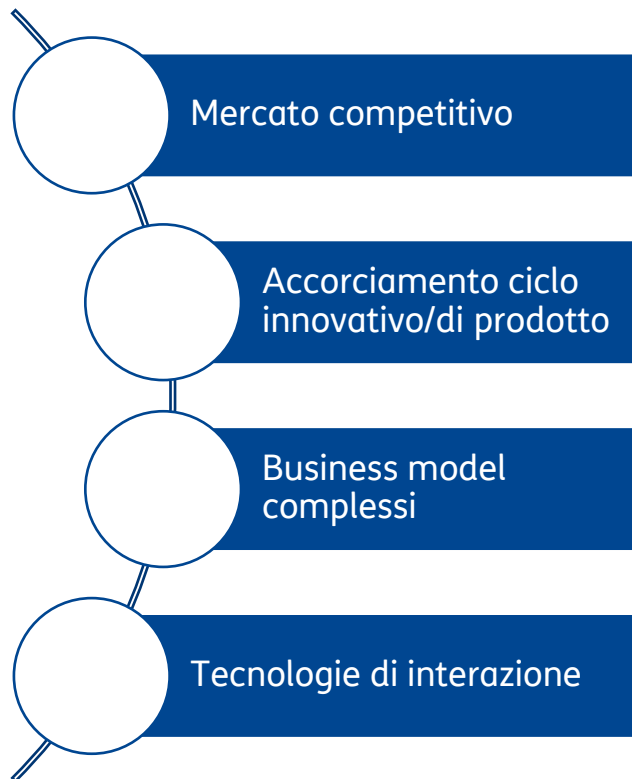 Mercato competitivo
Accorciamento ciclo
innovativo/di prodotto
Business model
complessi
Tecnologie di interazione